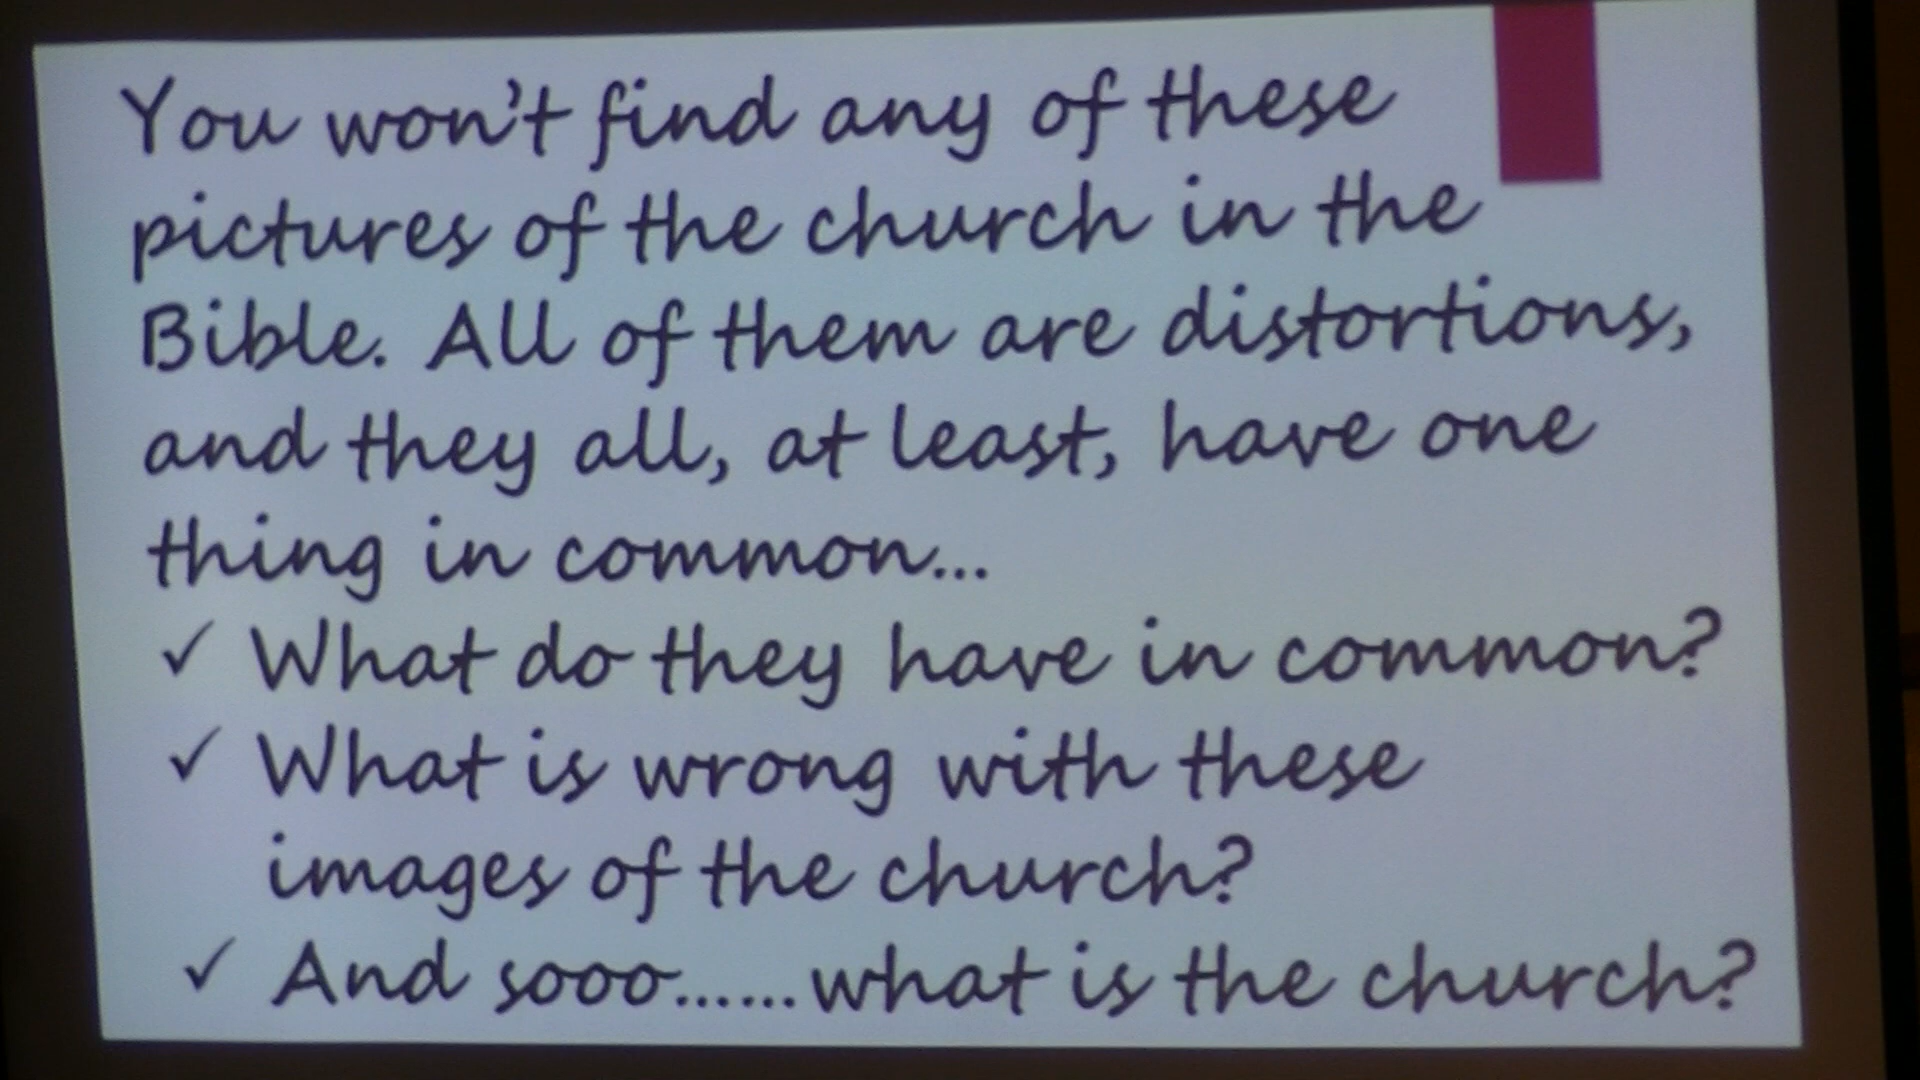 You won't find any of these
pictures of the church in the
Bible. All of them are distortions,
and they all, at least, have one
thing in common...
✓ What do they have in common?
✓ What is wrong with these
images of the church?
✓ And sooo......what is the church?